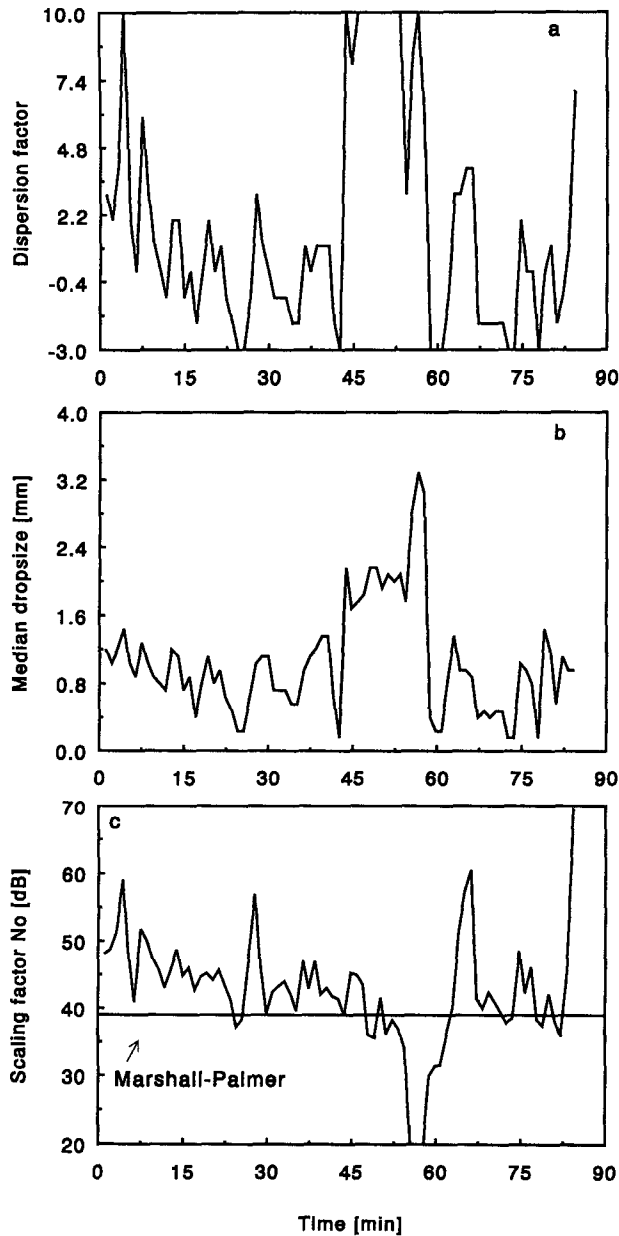 a
10.0
7.4
4.8
2.2
-0.4
-3.0
Dispersion factor
0 15 30 45 60 75 90
b
4.0
3.2
2.4
1.6
0.8
0.0
Median dropsize [mm]
0 15 30 45 60 75 90
c
70
60
50
40
30
20
Scaling factor No [dB]
Marshall-Palmer
0 15 30 45 60 75 90
Time [min]